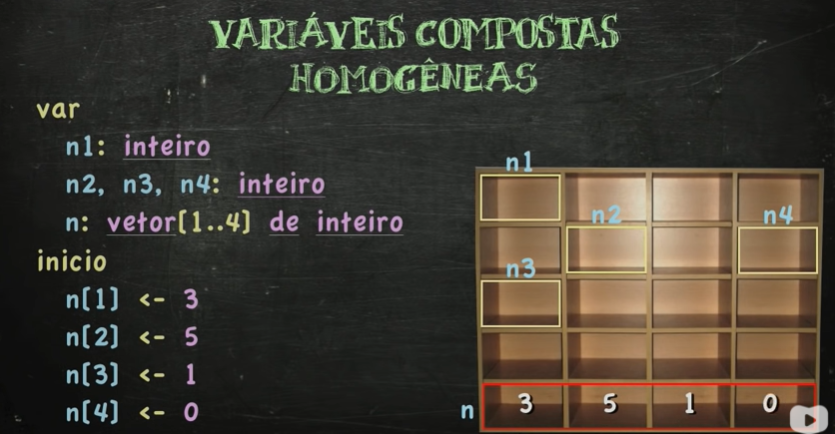 VARIÁVEIS COMPOSTAS
HOMOGÊNEAS
var
n1: inteiro
n2, n3, n4: inteiro
n: vetor[1..4] de inteiro
inicio
n[1] <- 3
n[2] <- 5
n[3] <- 1
n[4] <- 0
n1
n2 n4
n3
n 3 5 1 0